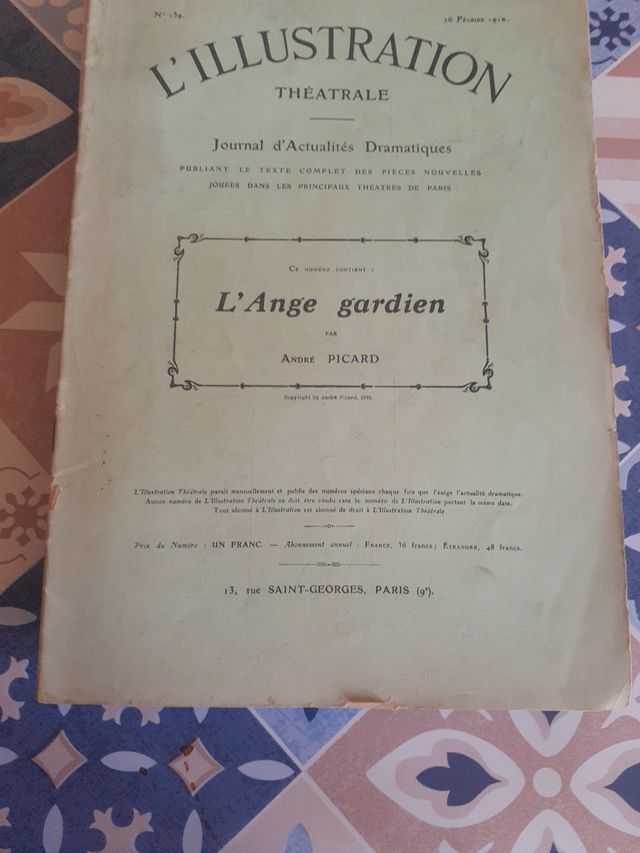 Nº 139.
26 Février 1910.
L'ILLUSTRATION
THÉATRALE
Journal d'Actualités Dramatiques
PUBLIANT LE TEXTE COMPLET DES PIÈCES NOUVELLES
JOUÉES DANS LES PRINCIPAUX THÉATRES DE PARIS
Ce numéro contient :
L'Ange gardien
PAR
André PICARD
Copyright by André Picard, 1910.
L'Illustration Théâtrale paraît mensuellement et publie des numéros spéciaux chaque fois que l'exige l'actualité dramatique.
Aucun numéro de L'Illustration Théâtrale ne doit être vendu sans le numéro de L'Illustration portant la même date.
Tout abonné à L'Illustration est abonné de droit à L'Illustration Théâtrale.
Prix du Numéro : UN FRANC. — Abonnement annuel : France, 36 francs; Étranger, 48 francs.
13, rue SAINT-GEORGES, PARIS (9e).